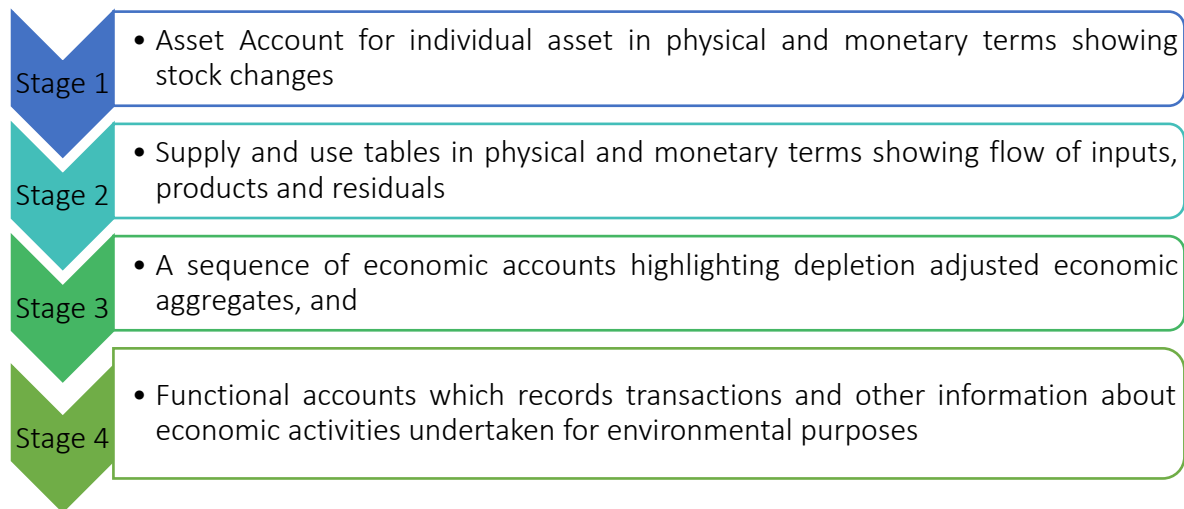 Stage 1
• Asset Account for individual asset in physical and monetary terms showing
stock changes
Stage 2
• Supply and use tables in physical and monetary terms showing flow of inputs,
products and residuals
Stage 3
• A sequence of economic accounts highlighting depletion adjusted economic
aggregates, and
Stage 4
• Functional accounts which records transactions and other information about
economic activities undertaken for environmental purposes